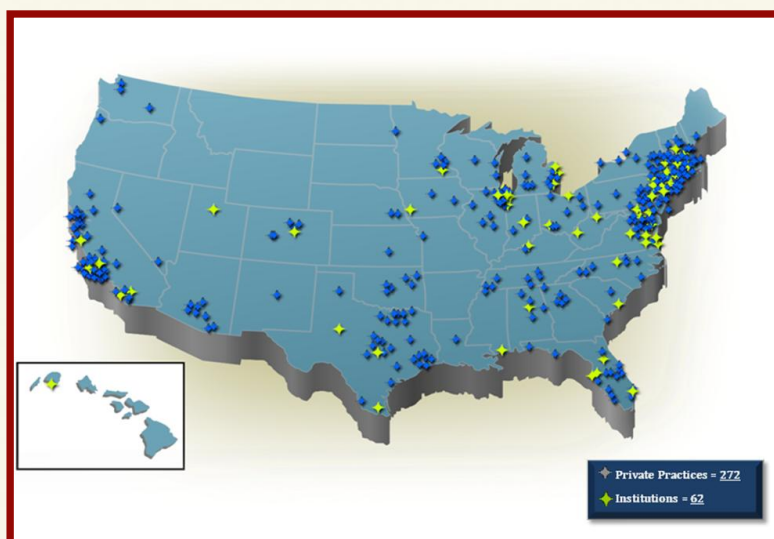 Private Practices = 272
Institutions = 62